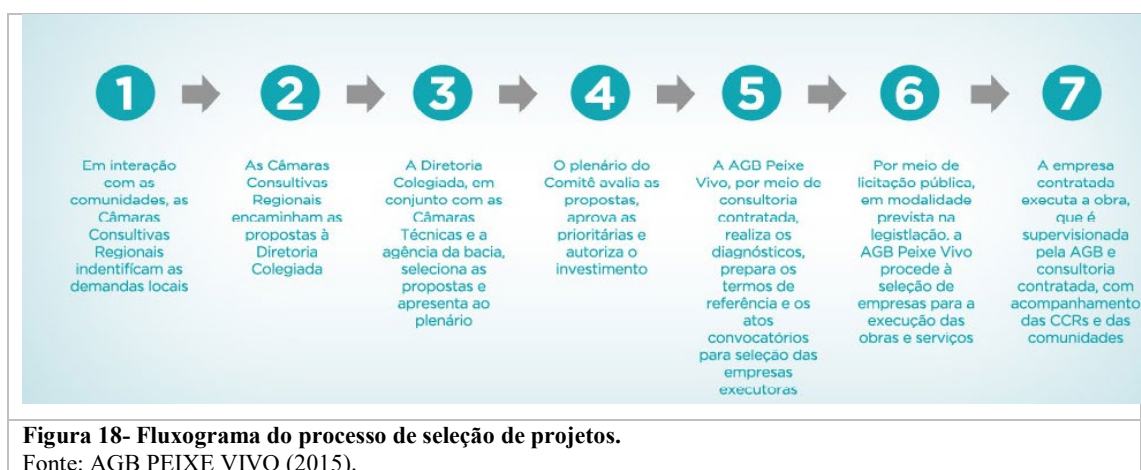 1
Em interação
com as
comunidades, as
Câmaras
Consultivas
Regionais
indentificam as
demandas locais
2
As Câmaras
Consultivas
Regionais
encaminham as
propostas à
Diretoria
Colegiada
3
A Diretoria
Colegiada, em
conjunto com as
Câmaras
Técnicas e a
agência da bacia,
seleciona as
propostas e
apresenta ao
plenário
4
O plenário do
Comitê avalia as
propostas,
aprova as
prioritárias e
autoriza o
investimento
5
A AGB Peixe
Vivo, por meio de
consultoria
contratada,
realiza os
diagnósticos,
prepara os
termos de
referência e os
atos
convocatórios
para seleção das
empresas
executoras
6
Por meio de
licitação pública,
em modalidade
prevista na
legistlação, a
AGB Peixe Vivo
procede à
seleção de
empresas para a
execução das
obras e serviços
7
A empresa
contratada
executa a obra,
que é
supervisionada
pela AGB e
consultoria
contratada, com
acompanhamento
das CCRs e das
comunidades
Figura 18- Fluxograma do processo de seleção de projetos.
Fonte: AGB PEIXE VIVO (2015).